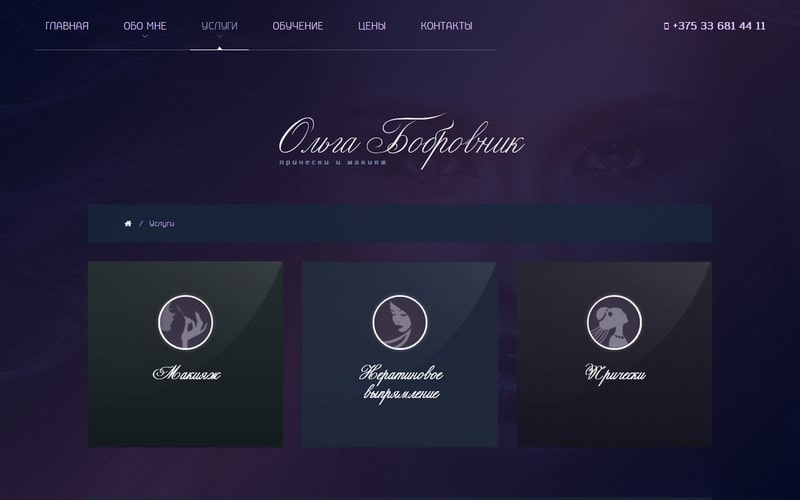 ГЛАВНАЯ ОБО МНЕ УСЛУГИ ОБУЧЕНИЕ ЦЕНЫ КОНТАКТЫ +375 33 681 44 11
Ольга Бобровник
прически и макияж
/ Услуги
Макияж
Кератиновое
выпрямление
Прически